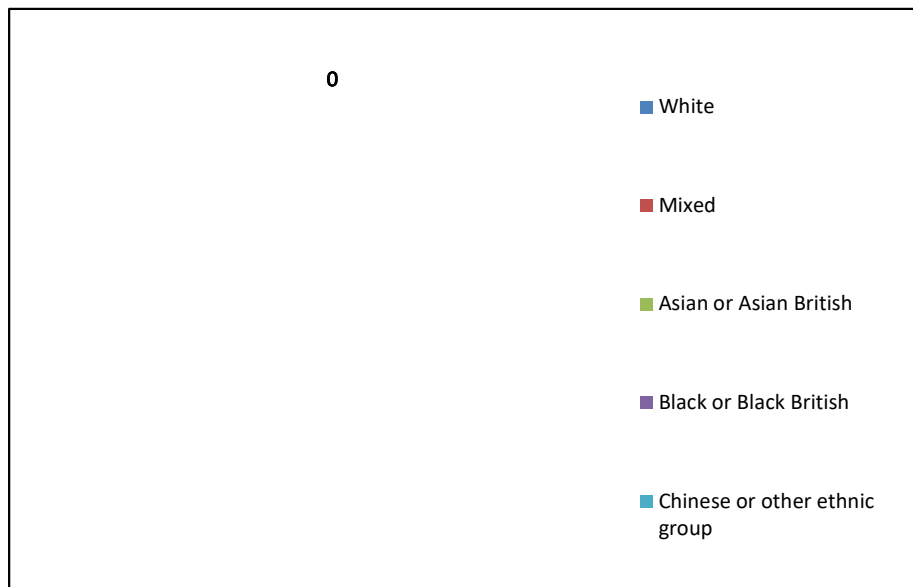 0
White
Mixed
Asian or Asian British
Black or Black British
Chinese or other ethnic
group